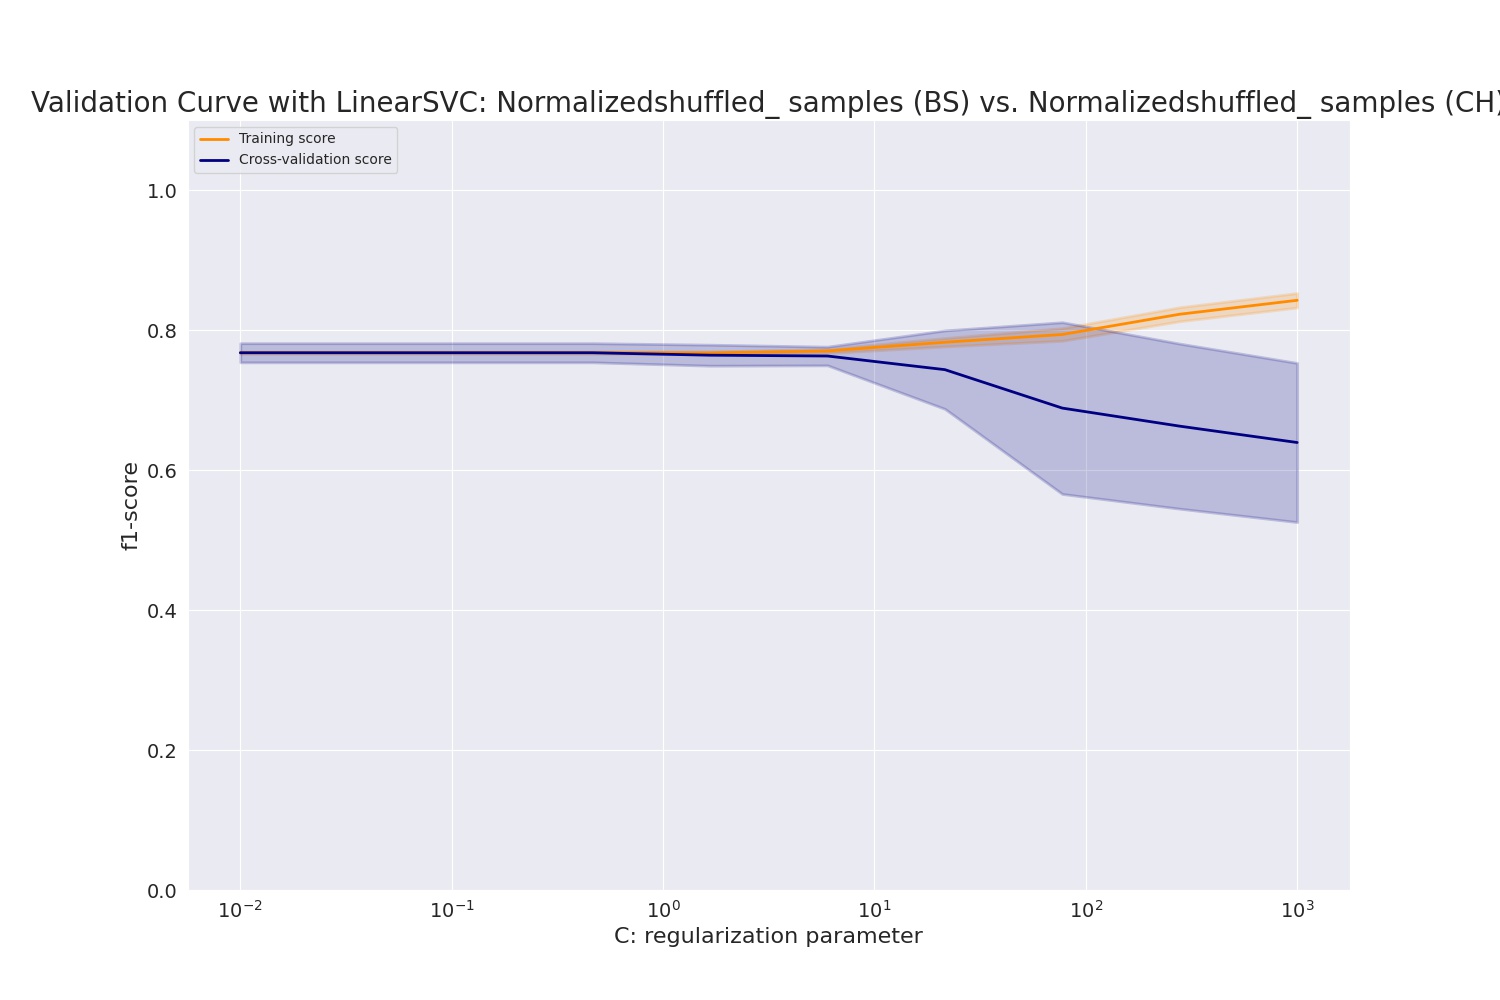 Validation Curve with LinearSVC: Normalizedshuffled_ samples (BS) vs. Normalizedshuffled_ samples (CH)
Training score
Cross-validation score
1.0
0.8
0.6
0.4
0.2
0.0
f1-score
10⁻² 10⁻¹ 10⁰ 10¹ 10² 10³
C: regularization parameter